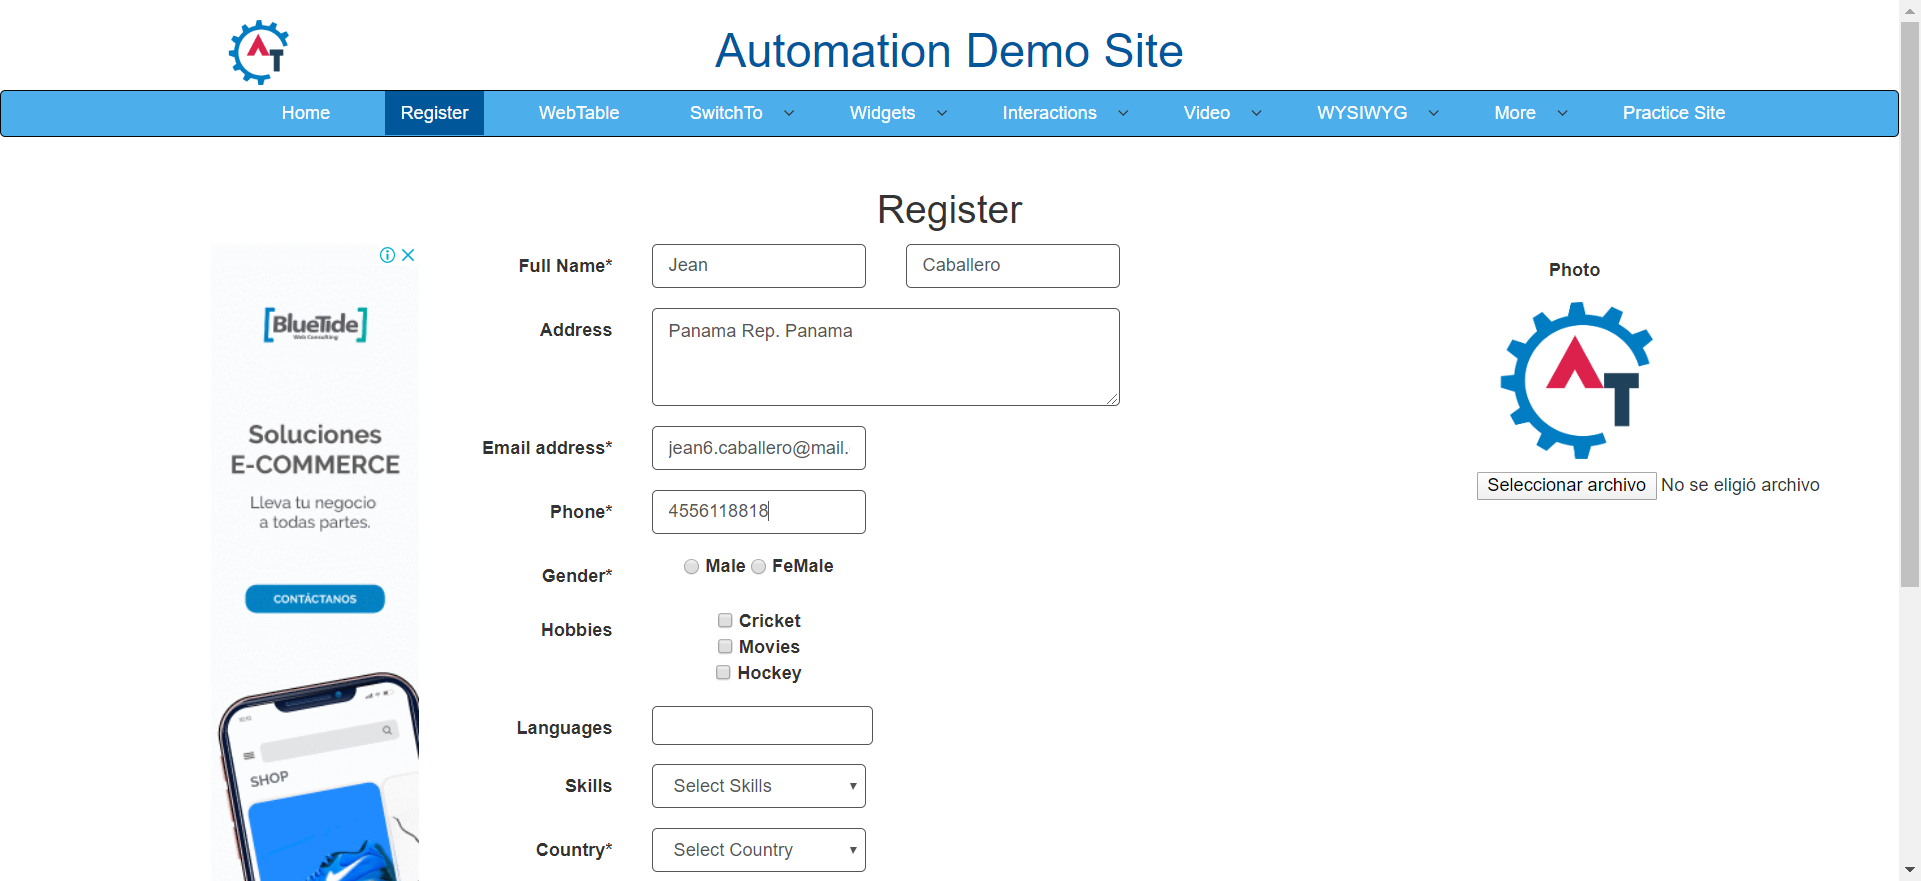 Automation Demo Site
Home Register WebTable SwitchTo Widgets Interactions Video WYSIWYG More Practice Site
Register
Full Name* Jean Caballero
Photo
Address Panama Rep. Panama
Email address* jean6.caballero@mail.
Seleccionar archivo No se eligió archivo
Phone* 4556118818
Gender* Male FeMale
Hobbies Cricket
Movies
Hockey
Languages
Skills Select Skills
Country* Select Country
[BlueTide]
Web Consulting
Soluciones
E-COMMERCE
Lleva tu negocio
a todas partes.
CONTÁCTANOS
SHOP
AT